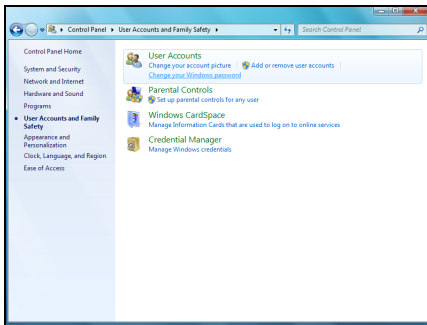 Control Panel ▸ User Accounts and Family Safety ▸
Search Control Panel
Control Panel Home
System and Security
Network and Internet
Hardware and Sound
Programs
User Accounts and Family
Safety
Appearance and
Personalization
Clock, Language, and Region
Ease of Access
User Accounts
Change your account picture
Add or remove user accounts
Change your Windows password
Parental Controls
Set up parental controls for any user
Windows CardSpace
Manage Information Cards that are used to log on to online services
Credential Manager
Manage Windows credentials